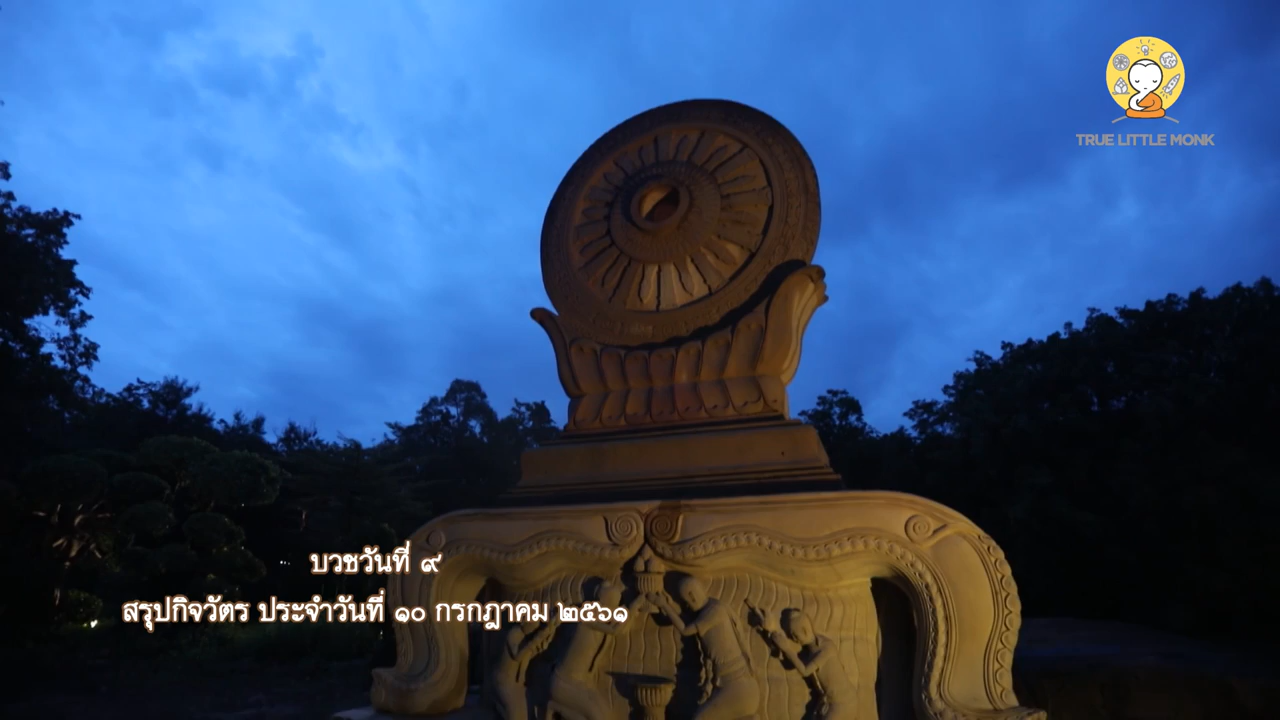 TRUE LITTLE MONK
บวชวันที่ ๙
สรุปกิจวัตร ประจำวันที่ ๑๐ กรกฎาคม ๒๕๖๑